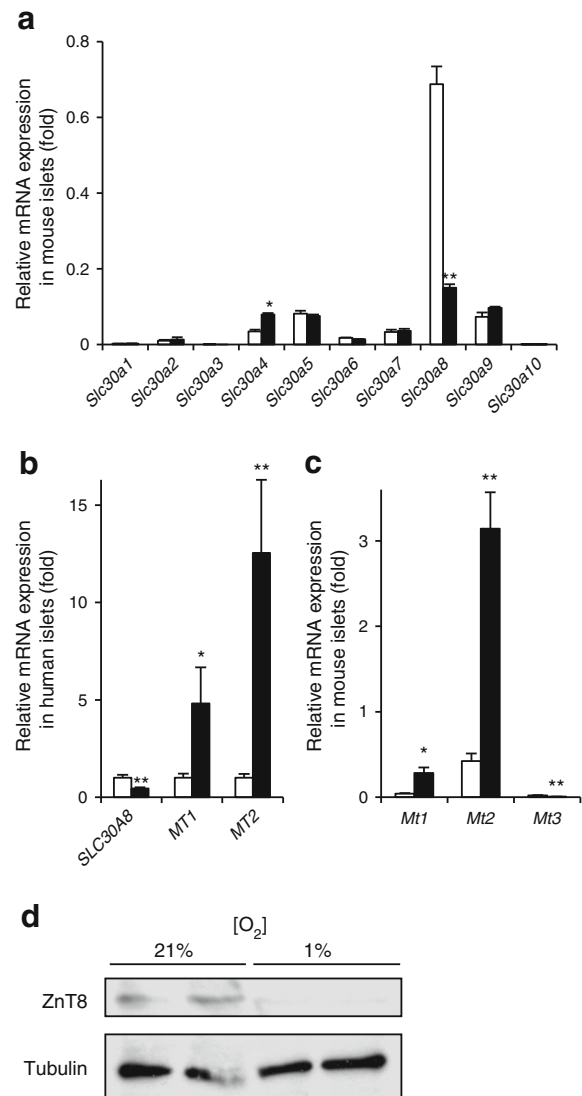 a
Relative mRNA expression
in mouse islets (fold)
0.8
0.6
0.4
0.2
0
*
**
Slc30a1
Slc30a2
Slc30a3
Slc30a4
Slc30a5
Slc30a6
Slc30a7
Slc30a8
Slc30a9
Slc30a10
b
Relative mRNA expression
in human islets (fold)
15
10
5
0
**
*
**
SLC30A8
MT1
MT2
c
Relative mRNA expression
in mouse islets (fold)
3
2
1
0
*
**
**
Mt1
Mt2
Mt3
d
[O2]
21% 1%
ZnT8
Tubulin